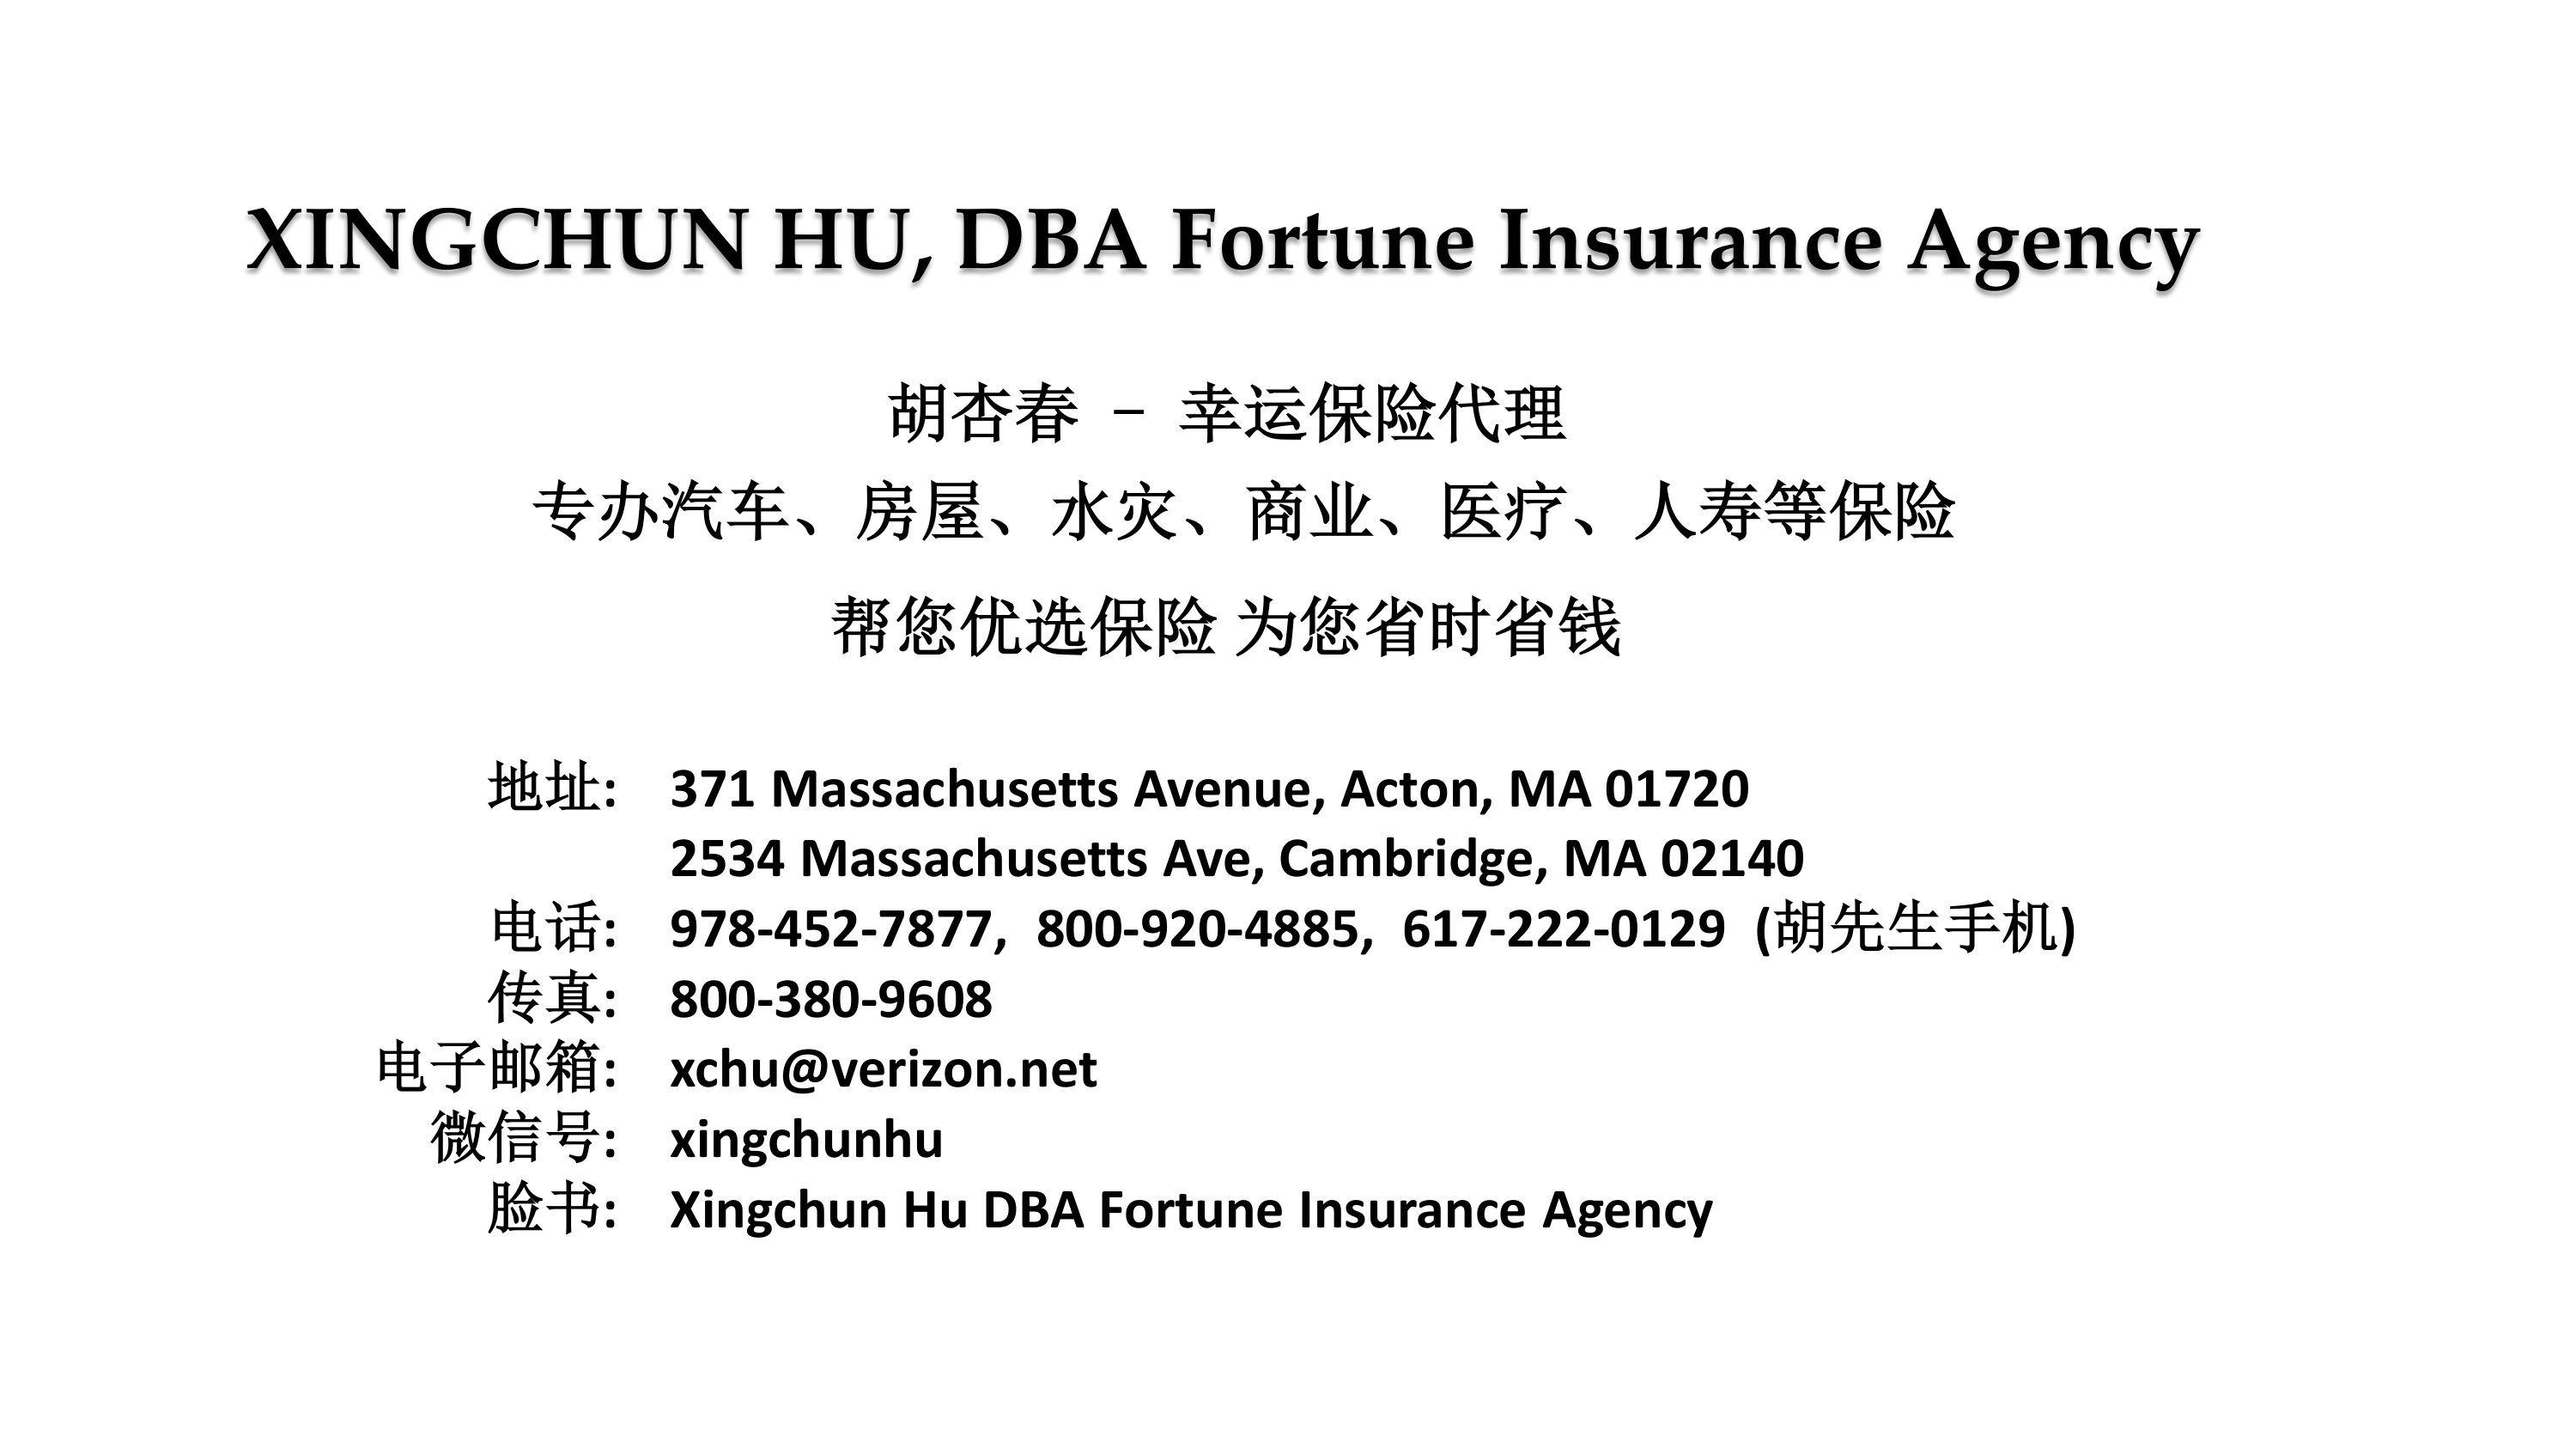 XINGCHUN HU, DBA Fortune Insurance Agency
胡杏春 – 幸运保险代理
专办汽车、房屋、水灾、商业、医疗、人寿等保险
帮您优选保险 为您省时省钱
地址: 371 Massachusetts Avenue, Acton, MA 01720
2534 Massachusetts Ave, Cambridge, MA 02140
电话: 978-452-7877, 800-920-4885, 617-222-0129 (胡先生手机)
传真: 800-380-9608
电子邮箱: xchu@verizon.net
微信号: xingchunhu
脸书: Xingchun Hu DBA Fortune Insurance Agency